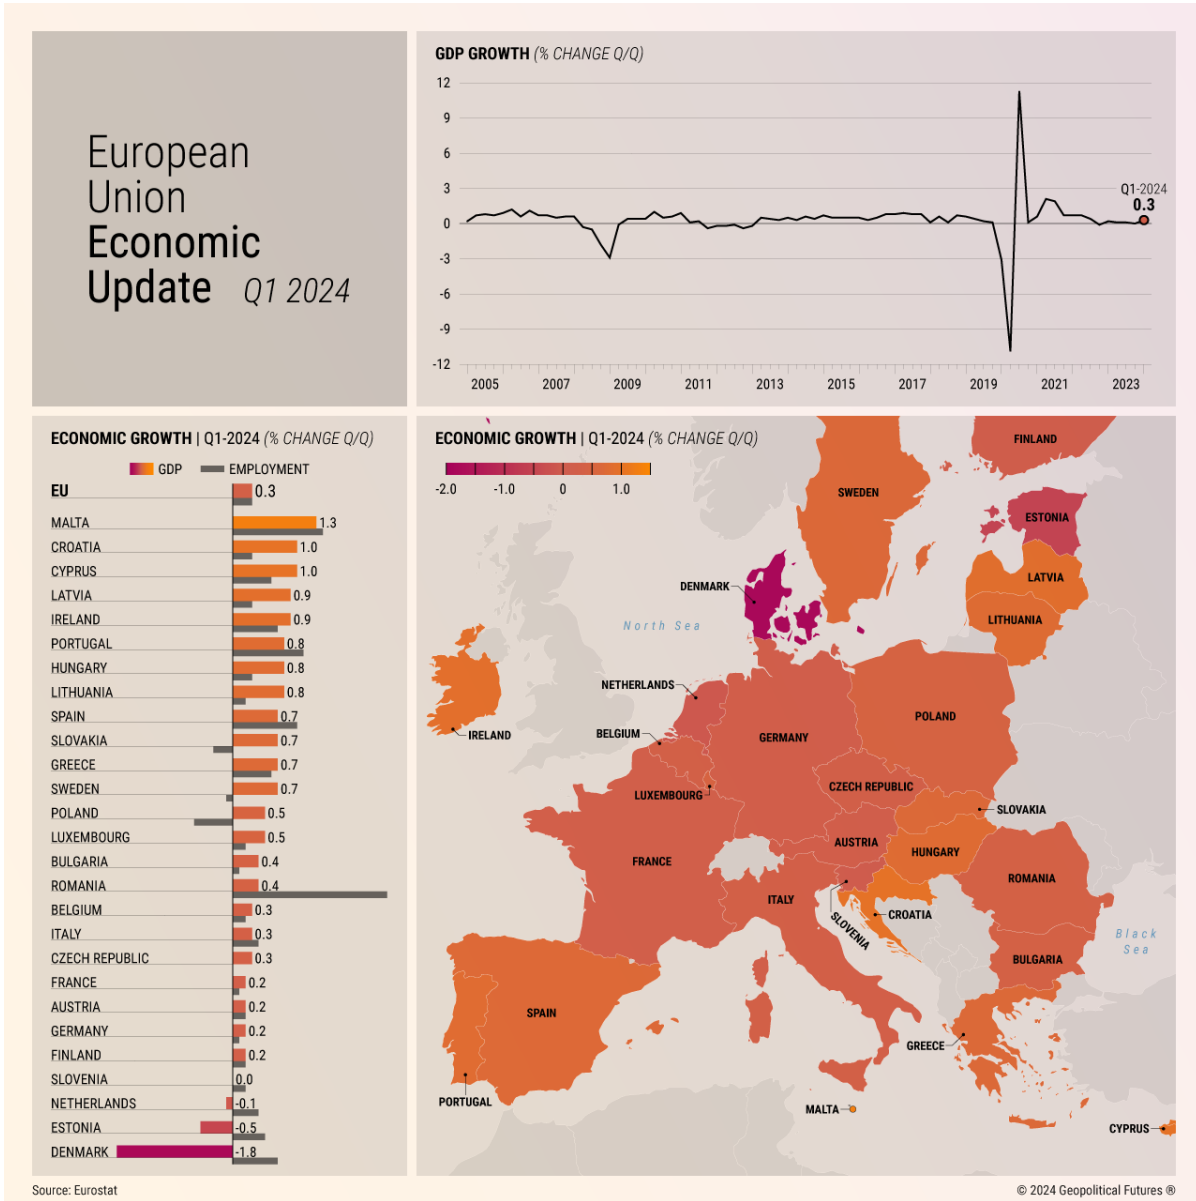 European
Union
Economic
Update Q1 2024
GDP GROWTH (% CHANGE Q/Q)
12
9
6
3
0
-3
-6
-9
-12
Q1-2024
0.3
2005 2007 2009 2011 2013 2015 2017 2019 2021 2023
ECONOMIC GROWTH | Q1-2024 (% CHANGE Q/Q)
GDP EMPLOYMENT
EU 0.3
MALTA 1.3
CROATIA 1.0
CYPRUS 1.0
LATVIA 0.9
IRELAND 0.9
PORTUGAL 0.8
HUNGARY 0.8
LITHUANIA 0.8
SPAIN 0.7
SLOVAKIA 0.7
GREECE 0.7
SWEDEN 0.7
POLAND 0.5
LUXEMBOURG 0.5
BULGARIA 0.4
ROMANIA 0.4
BELGIUM 0.3
ITALY 0.3
CZECH REPUBLIC 0.3
FRANCE 0.2
AUSTRIA 0.2
GERMANY 0.2
FINLAND 0.2
SLOVENIA 0.0
NETHERLANDS -0.1
ESTONIA -0.5
DENMARK -1.8
ECONOMIC GROWTH | Q1-2024 (% CHANGE Q/Q)
-2.0 -1.0 0 1.0
FINLAND
SWEDEN
ESTONIA
LATVIA
DENMARK
LITHUANIA
North Sea
NETHERLANDS
POLAND
IRELAND
BELGIUM
GERMANY
CZECH REPUBLIC
LUXEMBOURG
SLOVAKIA
AUSTRIA
HUNGARY
FRANCE
ROMANIA
ITALY
SLOVENIA
CROATIA
Black
Sea
BULGARIA
SPAIN
GREECE
PORTUGAL
MALTA
CYPRUS
Source: Eurostat
© 2024 Geopolitical Futures ®